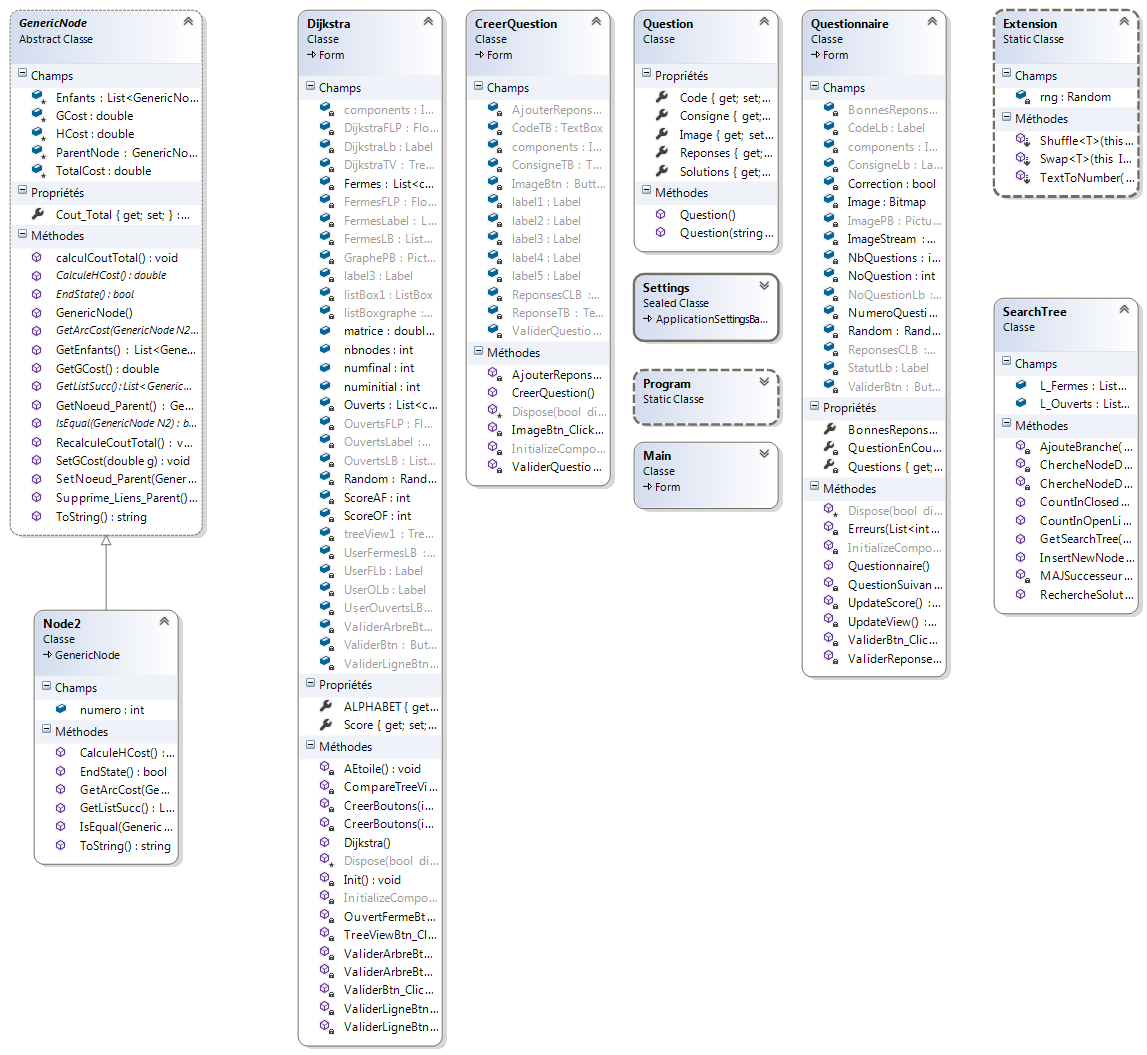 GenericNode
Abstract Classe
Champs
Enfants : List<GenericNo...
GCost : double
HCost : double
ParentNode : GenericNo...
TotalCost : double
Propriétés
Cout_Total { get; set; } :...
Méthodes
calculCoutTotal() : void
CalculeHCost() : double
EndState() : bool
GenericNode()
GetArcCost(GenericNode N2...
GetEnfants() : List<Gene...
GetGCost() : double
GetListSucc() : List<Generic...
GetNoeud_Parent() : Ge...
IsEqual(GenericNode N2) : b...
RecalculeCoutTotal() : v...
SetGCost(double g) : void
SetNoeud_Parent(Gener...
Supprime_Liens_Parent()...
ToString() : string
Node2
Classe
GenericNode
Champs
numero : int
Méthodes
CalculeHCost() :...
EndState() : bool
GetArcCost(Ge...
GetListSucc() : L...
IsEqual(Generic...
ToString() : string
Dijkstra
Classe
Form
Champs
components : I...
DijkstraFLP : Flo...
DijkstraLb : Label
DijkstraTV : Tre...
Fermes : List<c...
FermesFLP : Flo...
FermesLabel : L...
FermesLB : List...
GraphePB : Pict...
label3 : Label
listBox1 : ListBox
listBoxgraphe :...
matrice : doubl...
nbnodes : int
numfinal : int
numinitial : int
Ouverts : List<c...
OuvertsFLP : Fl...
OuvertsLabel :...
OuvertsLB : List...
Random : Rand...
ScoreAF : int
ScoreOF : int
treeView1 : Tre...
UserFermesLB :...
UserFLb : Label
UserOLb : Label
UserOuvertsLB...
ValiderArbreBt...
ValiderBtn : But...
ValiderLigneBtn...
Propriétés
ALPHABET { get...
Score { get; set;...
Méthodes
AEtoile() : void
CompareTreeVi...
CreerBoutons(i...
CreerBoutons(i...
Dijkstra()
Dispose(bool di...
Init() : void
InitializeCompo...
OuvertFermeBt...
TreeViewBtn_Cl...
ValiderArbreBt...
ValiderArbreBt...
ValiderBtn_Clic...
ValiderLigneBtn...
ValiderLigneBtn...
CreerQuestion
Classe
Form
Champs
AjouterRepons...
CodeTB : TextBox
components : I...
ConsigneTB : T...
ImageBtn : Butt...
label1 : Label
label2 : Label
label3 : Label
label4 : Label
label5 : Label
ReponsesCLB :...
ReponseTB : Te...
ValiderQuestio...
Méthodes
AjouterRepons...
CreerQuestion()
Dispose(bool di...
ImageBtn_Click...
InitializeCompo...
ValiderQuestio...
Question
Classe
Propriétés
Code { get; set;...
Consigne { get;...
Image { get; set...
Reponses { get;...
Solutions { get;...
Méthodes
Question()
Question(string...
Settings
Sealed Classe
ApplicationSettingsBa...
Program
Static Classe
Main
Classe
Form
Questionnaire
Classe
Form
Champs
BonnesRepons...
CodeLb : Label
components : I...
ConsigneLb : La...
Correction : bool
Image : Bitmap
ImagePB : Pictu...
ImageStream : ...
NbQuestions : i...
NoQuestion : int
NoQuestionLb :...
NumeroQuesti...
Random : Rand...
ReponsesCLB :...
StatutLb : Label
ValiderBtn : But...
Propriétés
BonnesRepons...
QuestionEnCou...
Questions { get;...
Méthodes
Dispose(bool di...
Erreurs(List<int...
InitializeCompo...
Questionnaire()
QuestionSuivan...
UpdateScore() :...
UpdateView() :...
ValiderBtn_Clic...
ValiderReponse...
Extension
Static Classe
Champs
rng : Random
Méthodes
Shuffle<T>(this...
Swap<T>(this I...
TextToNumber(...
SearchTree
Classe
Champs
L_Fermes : List...
L_Ouverts : List...
Méthodes
AjouteBranche(...
ChercheNodeD...
ChercheNodeD...
CountInClosed...
CountInOpenLi...
GetSearchTree(...
InsertNewNode...
MAJSuccesseur...
RechercheSolut...